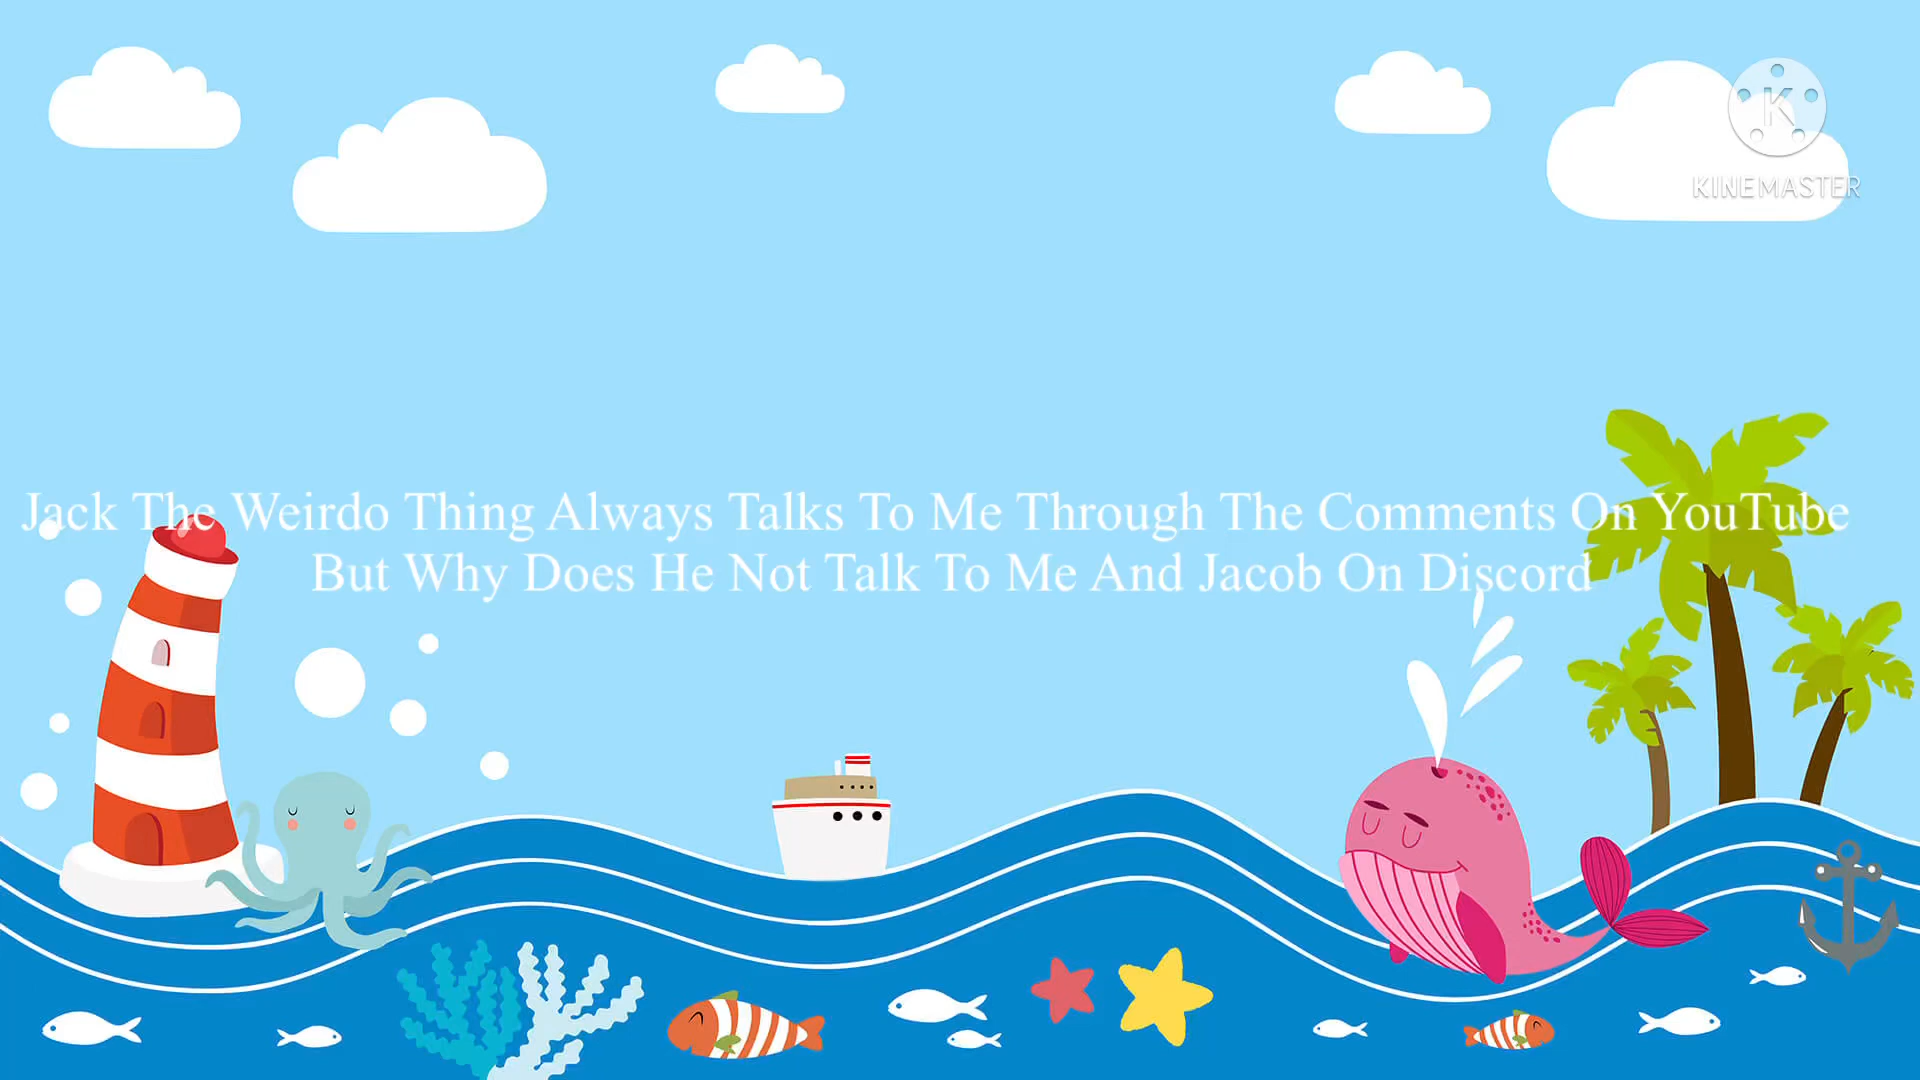 K
KINEMASTER
Jack The Weirdo Thing Always Talks To Me Through The Comments On YouTube
But Why Does He Not Talk To Me And Jacob On Discord